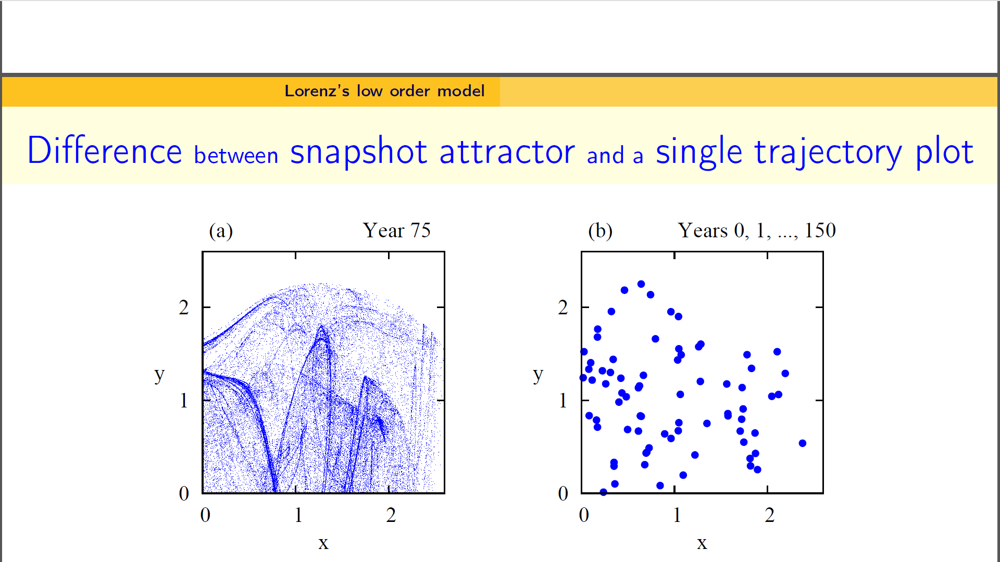 Lorenz's low order model
Difference between snapshot attractor and a single trajectory plot
(a) Year 75
2
1
0
y
0 1 2
x
(b) Years 0, 1, ..., 150
2
1
0
y
0 1 2
x